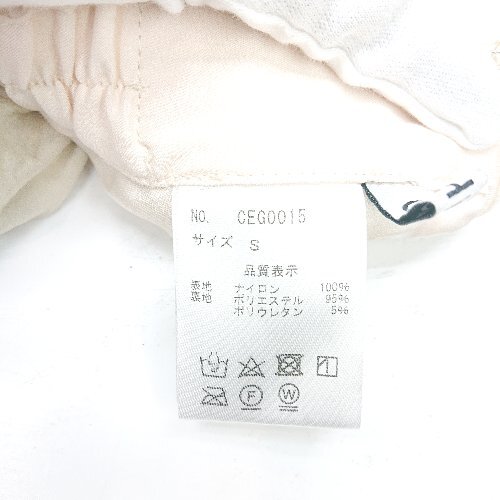 NO. CEG0015
サイズ S
品質表示
表地 ナイロン 100%
裏地 ポリエステル 95%
ポリウレタン 5%
F W